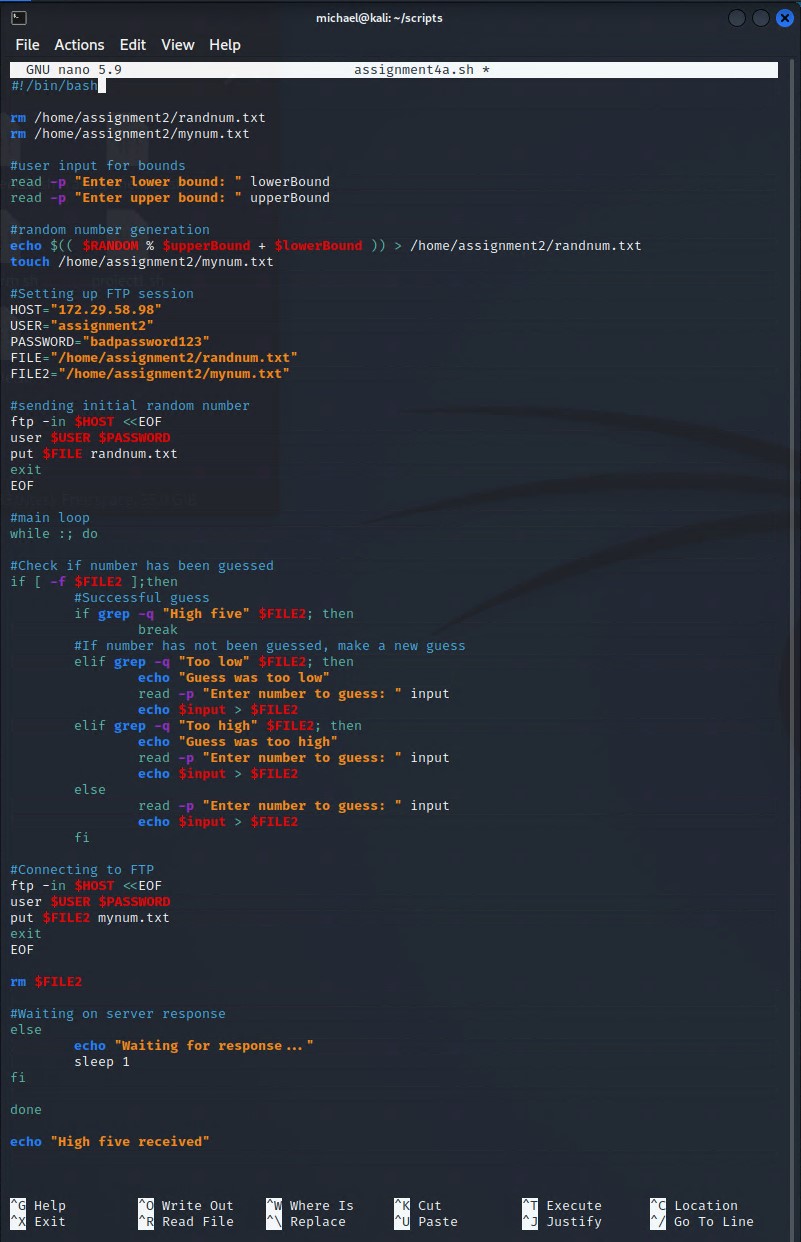 michael@kali: ~/scripts
File Actions Edit View Help
GNU nano 5.9 assignment4a.sh *
#!/bin/bash
rm /home/assignment2/randnum.txt
rm /home/assignment2/mynum.txt
#user input for bounds
read -p "Enter lower bound: " lowerBound
read -p "Enter upper bound: " upperBound
#random number generation
echo $(( $RANDOM % $upperBound + $lowerBound )) > /home/assignment2/randnum.txt
touch /home/assignment2/mynum.txt
#Setting up FTP session
HOST="172.29.58.98"
USER="assignment2"
PASSWORD="badpassword123"
FILE="/home/assignment2/randnum.txt"
FILE2="/home/assignment2/mynum.txt"
#sending initial random number
ftp -in $HOST <<EOF
user $USER $PASSWORD
put $FILE randnum.txt
exit
EOF
#main loop
while :; do
#Check if number has been guessed
if [ -f $FILE2 ];then
#Successful guess
if grep -q "High five" $FILE2; then
break
#If number has not been guessed, make a new guess
elif grep -q "Too low" $FILE2; then
echo "Guess was too low"
read -p "Enter number to guess: " input
echo $input > $FILE2
elif grep -q "Too high" $FILE2; then
echo "Guess was too high"
read -p "Enter number to guess: " input
echo $input > $FILE2
else
read -p "Enter number to guess: " input
echo $input > $FILE2
fi
#Connecting to FTP
ftp -in $HOST <<EOF
user $USER $PASSWORD
put $FILE2 mynum.txt
exit
EOF
rm $FILE2
#Waiting on server response
else
echo "Waiting for response..."
sleep 1
fi
done
echo "High five received"
^G Help ^O Write Out ^W Where Is ^K Cut ^T Execute ^C Location
^X Exit ^R Read File ^\ Replace ^U Paste ^J Justify ^/ Go To Line